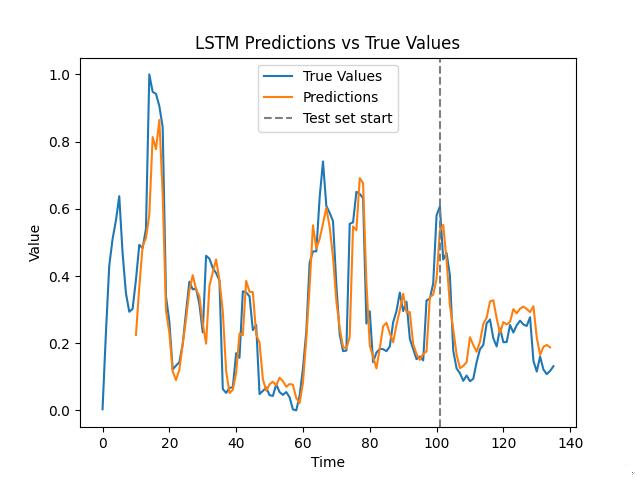 LSTM Predictions vs True Values
True Values
Predictions
Test set start
1.0
0.8
0.6
0.4
0.2
0.0
Value
0 20 40 60 80 100 120 140
Time